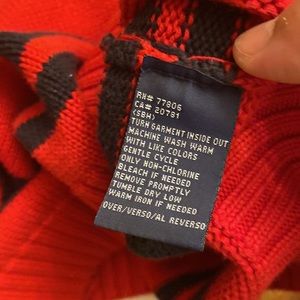 RN# 77806
CA# 20781
(SBH)
TURN GARMENT INSIDE OUT
MACHINE WASH WARM
WITH LIKE COLORS
GENTLE CYCLE
ONLY NON-CHLORINE
BLEACH IF NEEDED
REMOVE PROMPTLY
TUMBLE DRY LOW
WARM IRON IF NEEDED
OVER/VERSO/AL REVERSO